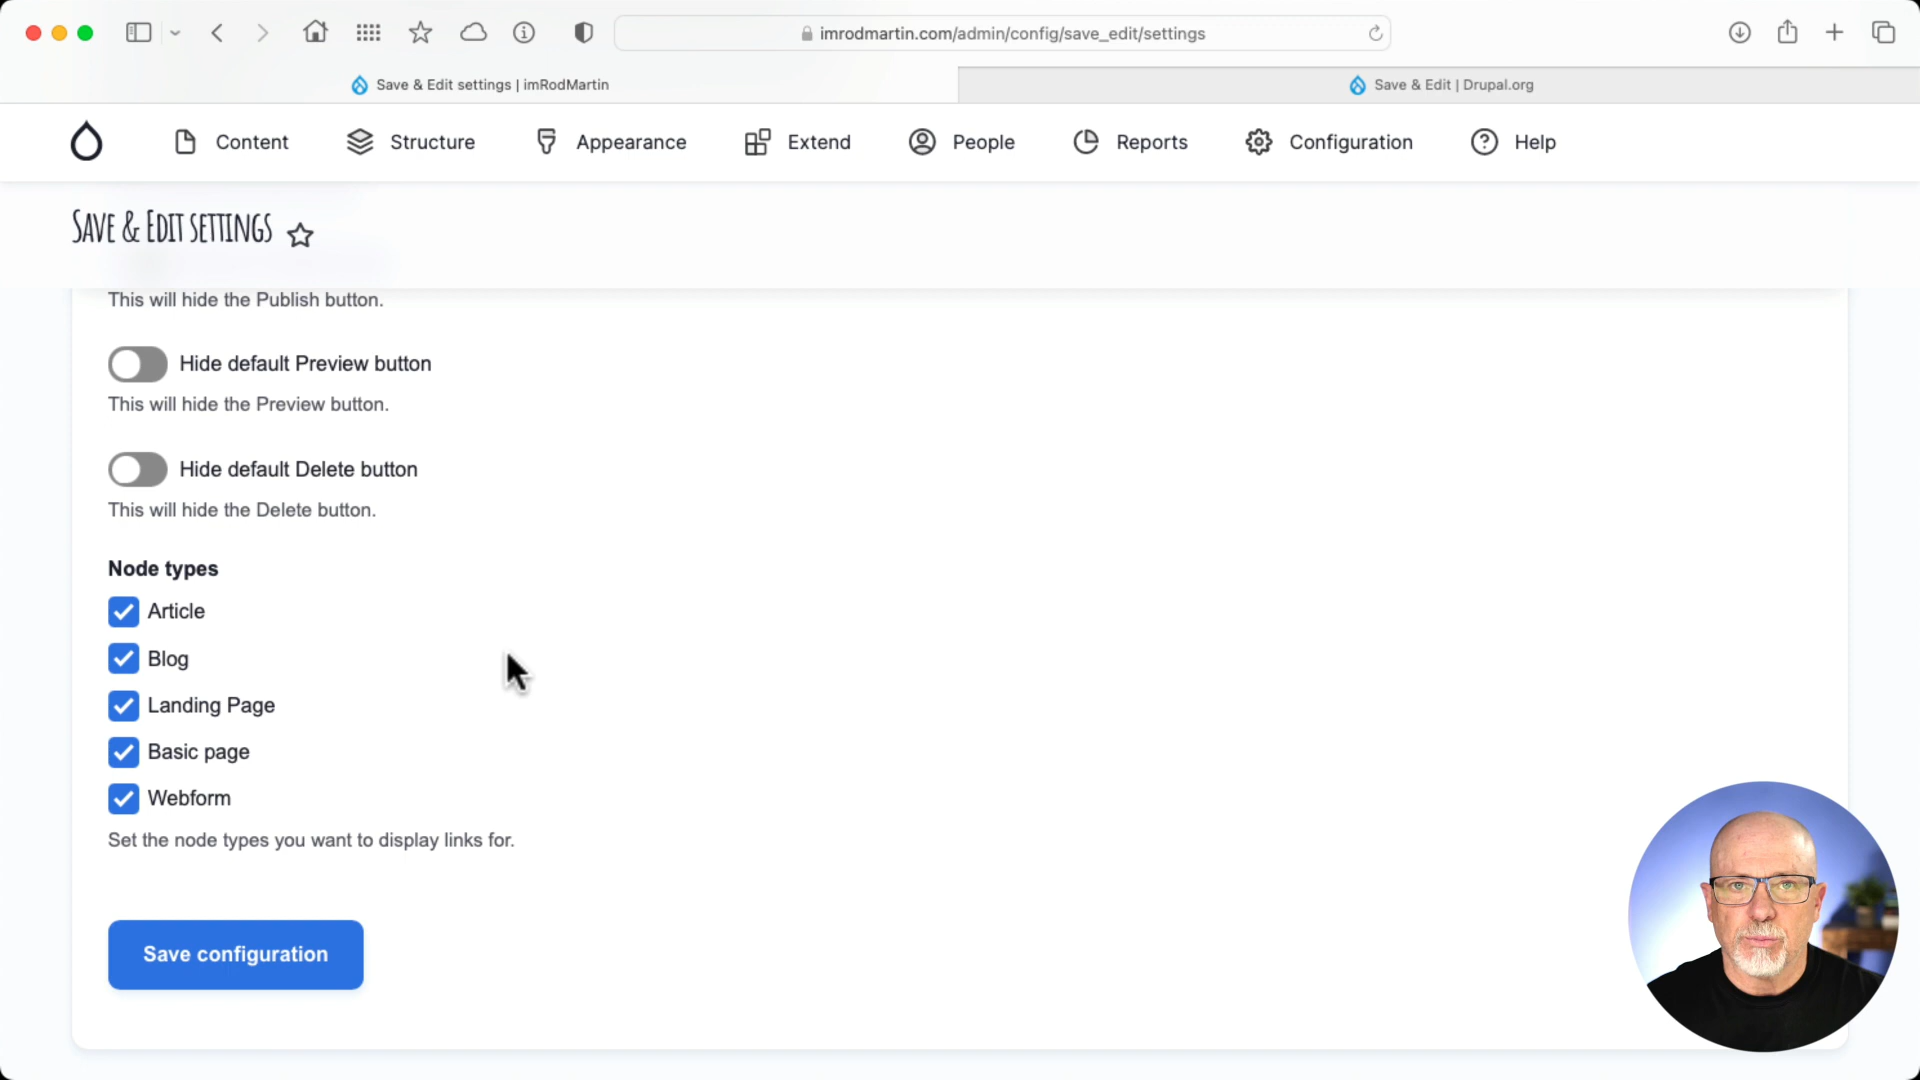 imrodmartin.com/admin/config/save_edit/settings
Save & Edit settings | imRodMartin
Save & Edit | Drupal.org
Content
Structure
Appearance
Extend
People
Reports
Configuration
Help
Save & Edit settings
This will hide the Publish button.
Hide default Preview button
This will hide the Preview button.
Hide default Delete button
This will hide the Delete button.
Node types
Article
Blog
Landing Page
Basic page
Webform
Set the node types you want to display links for.
Save configuration